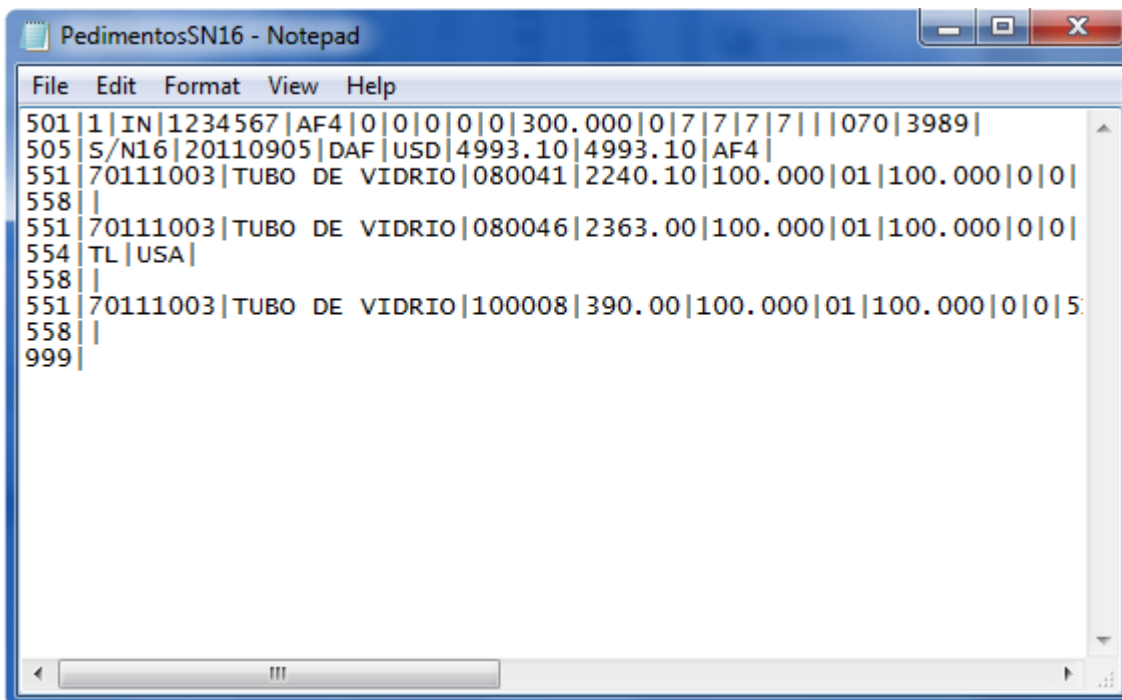 PedimentosSN16 - Notepad
File Edit Format View Help
501|1|IN|1234567|AF4|0|0|0|0|0|300.000|0|7|7|7|7|||070|3989|
505|S/N16|20110905|DAF|USD|4993.10|4993.10|AF4|
551|70111003|TUBO DE VIDRIO|080041|2240.10|100.000|01|100.000|0|0|
558||
551|70111003|TUBO DE VIDRIO|080046|2363.00|100.000|01|100.000|0|0|
554|TL|USA|
558||
551|70111003|TUBO DE VIDRIO|100008|390.00|100.000|01|100.000|0|0|5
558||
999|